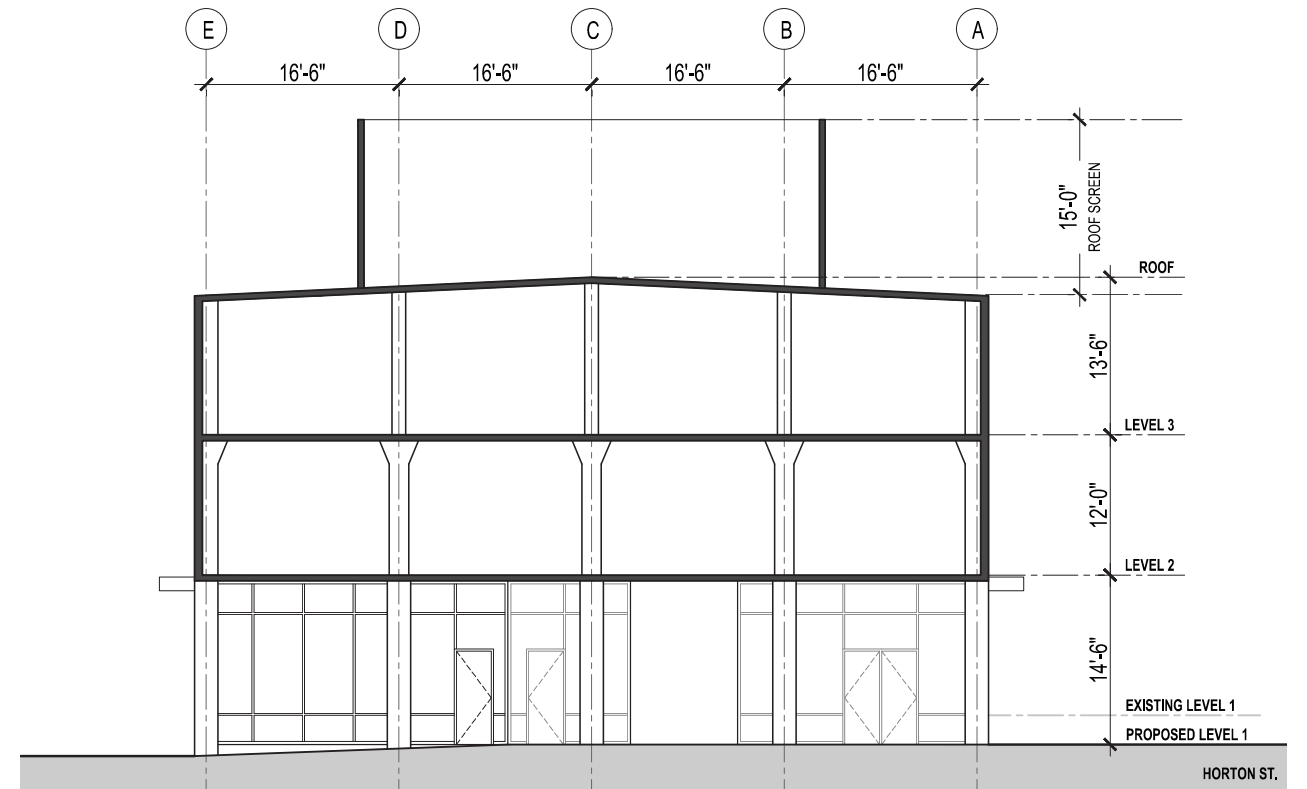 E
D
C
B
A
16'-6"
16'-6"
16'-6"
16'-6"
15'-0"
ROOF SCREEN
ROOF
13'-6"
LEVEL 3
12'-0"
LEVEL 2
14'-6"
EXISTING LEVEL 1
PROPOSED LEVEL 1
HORTON ST.